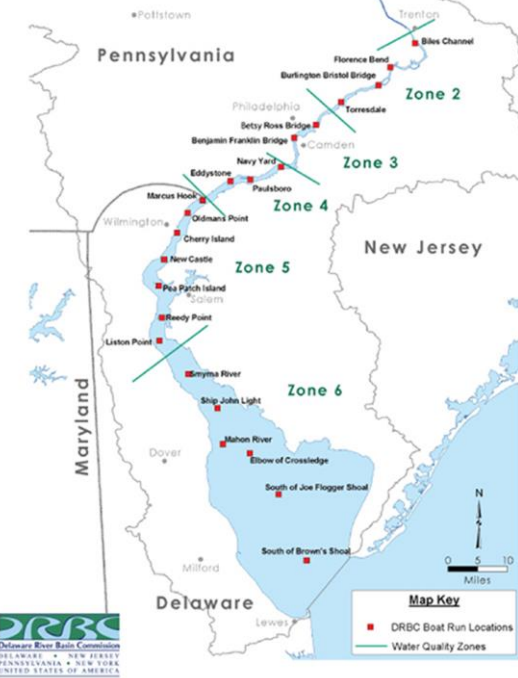 Pottstown
Trenton
Biles Channel
Pennsylvania
Florence Bend
Burlington Bristol Bridge
Zone 2
Philadelphia
Torresdale
Betsy Ross Bridge
Benjamin Franklin Bridge
Camden
Navy Yard
Zone 3
Eddystone
Paulsboro
Marcus Hook
Zone 4
Oldmans Point
Wilmington
Cherry Island
New Jersey
New Castle
Zone 5
Pea Patch Island
Salem
Reedy Point
Liston Point
Smyrna River
Zone 6
Ship John Light
Maryland
Mahon River
Dover
Elbow of Crossledge
South of Joe Flogger Shoal
N
South of Brown's Shoal
0 5 10
Miles
Milford
Delaware
Lewes
Map Key
DRBC Boat Run Locations
Water Quality Zones
DRBC
Delaware River Basin Commission
DELAWARE • NEW JERSEY
PENNSYLVANIA • NEW YORK
UNITED STATES OF AMERICA